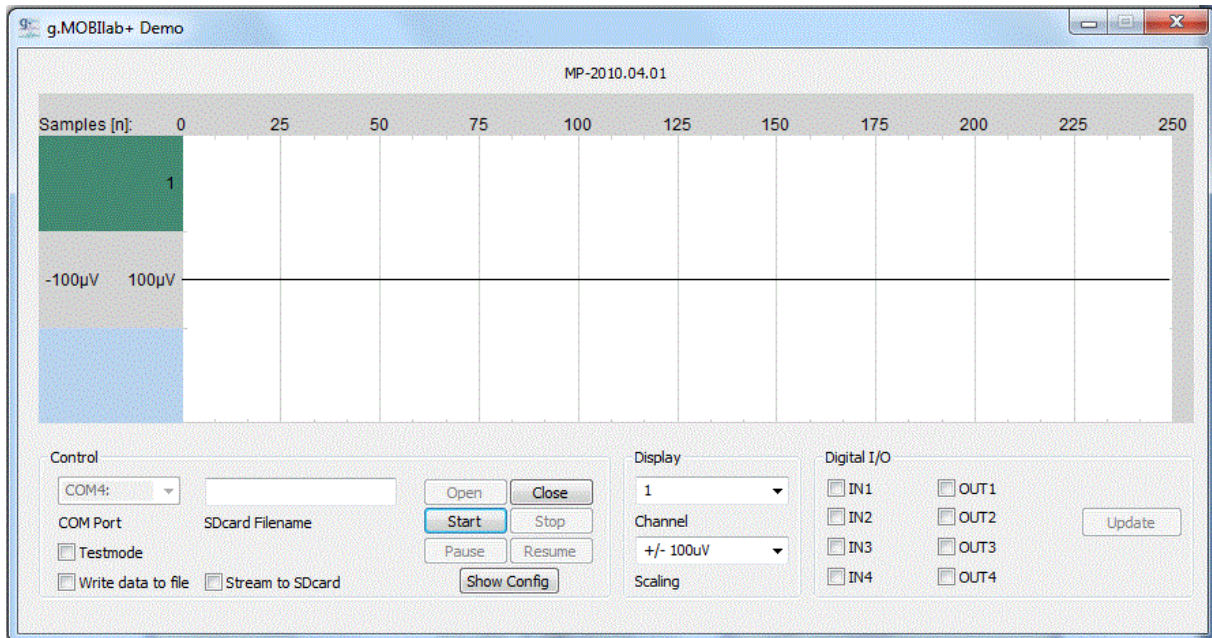 g.MOBIlab+ Demo
MP-2010.04.01
Samples [n]: 0 25 50 75 100 125 150 175 200 225 250
1
-100µV 100µV
Control Display Digital I/O
COM4: Open Close 1 IN1 OUT1
COM Port SDcard Filename Start Stop Channel IN2 OUT2 Update
Testmode Pause Resume +/- 100uV IN3 OUT3
Write data to file Stream to SDcard Show Config Scaling IN4 OUT4